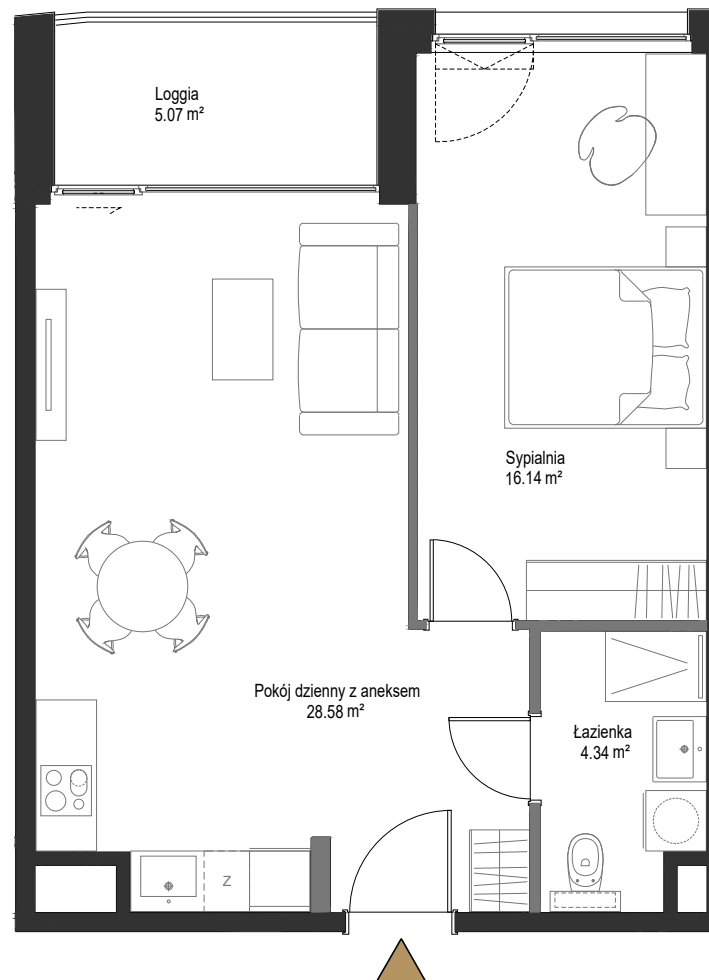 Loggia
5.07 m²
Sypialnia
16.14 m²
Pokój dzienny z aneksem
28.58 m²
Łazienka
4.34 m²
Z